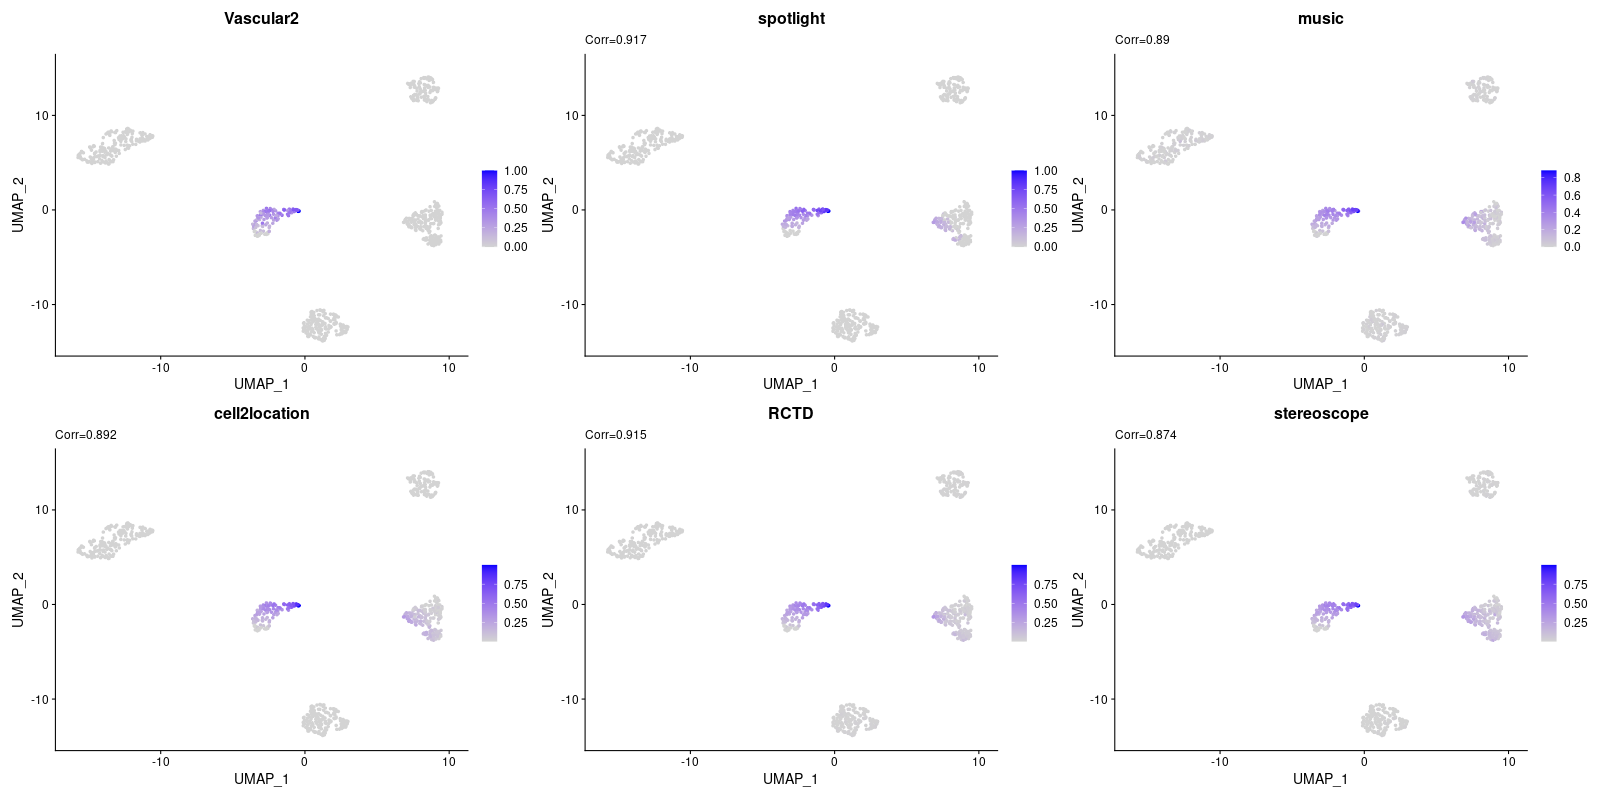 Vascular2
10
0
-10
-10
0
10
UMAP_1
UMAP_2
1.00
0.75
0.50
0.25
0.00
spotlight
Corr=0.917
10
0
-10
-10
0
10
UMAP_1
UMAP_2
1.00
0.75
0.50
0.25
0.00
music
Corr=0.89
10
0
-10
-10
0
10
UMAP_1
UMAP_2
0.8
0.6
0.4
0.2
0.0
cell2location
Corr=0.892
10
0
-10
-10
0
10
UMAP_1
UMAP_2
0.75
0.50
0.25
RCTD
Corr=0.915
10
0
-10
-10
0
10
UMAP_1
UMAP_2
0.75
0.50
0.25
stereoscope
Corr=0.874
10
0
-10
-10
0
10
UMAP_1
UMAP_2
0.75
0.50
0.25